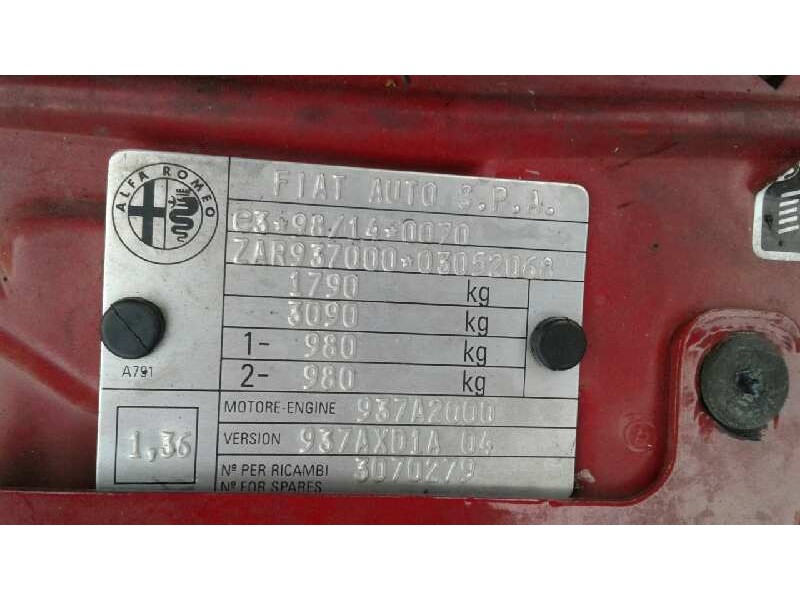 ALFA ROMEO
FIAT AUTO S.P.A.
e3*98/14*0070
ZAR937000*03052068
1790 kg
3090 kg
1- 980 kg
2- 980 kg
A791
MOTORE-ENGINE 937A2000
1,36
VERSION 937AXD1A 04
Nº PER RICAMBI 3070279
Nº FOR SPARES